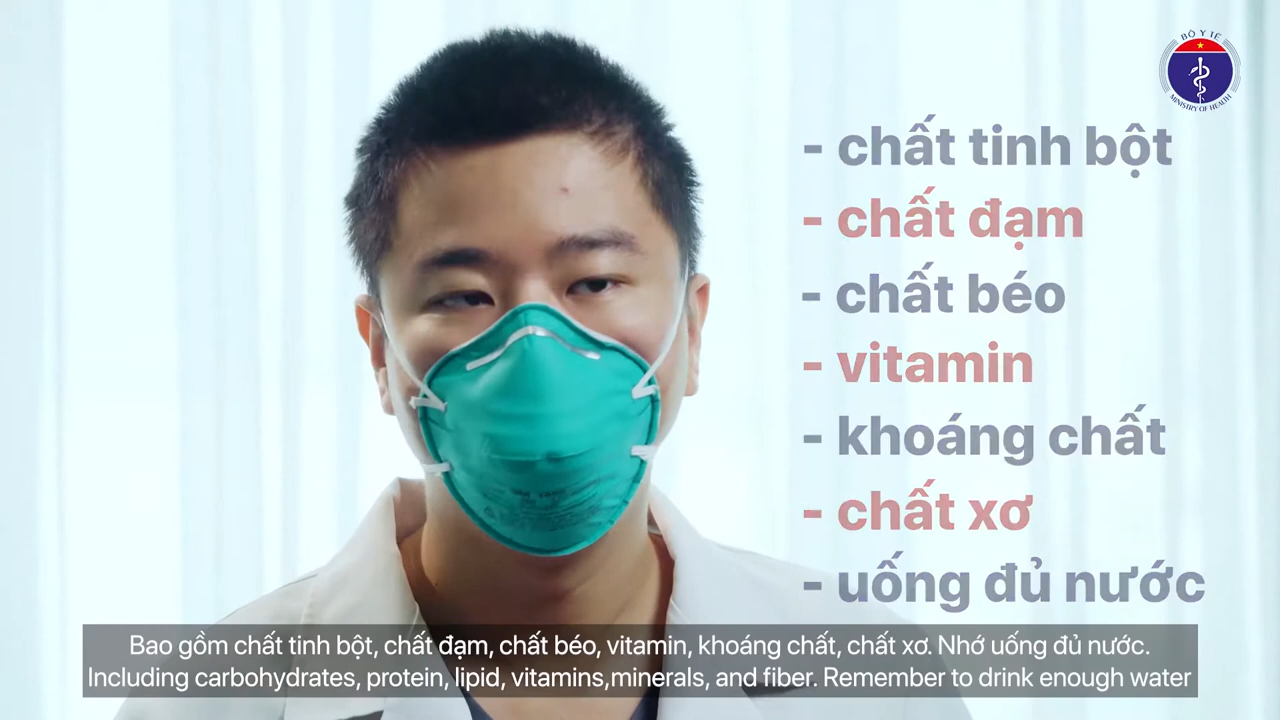 BỘ Y TẾ
MINISTRY OF HEALTH
- chất tinh bột
- chất đạm
- chất béo
- vitamin
- khoáng chất
- chất xơ
- uống đủ nước
Bao gồm chất tinh bột, chất đạm, chất béo, vitamin, khoáng chất, chất xơ. Nhớ uống đủ nước.
Including carbohydrates, protein, lipid, vitamins,minerals, and fiber. Remember to drink enough water